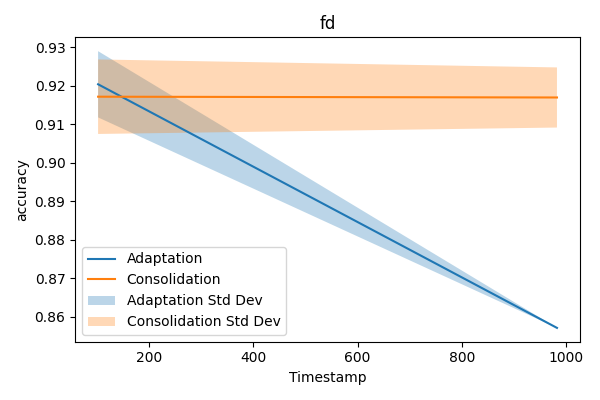 fd
0.93
0.92
0.91
0.90
0.89
0.88
0.87
0.86
accuracy
Adaptation
Consolidation
Adaptation Std Dev
Consolidation Std Dev
200
400
600
800
1000
Timestamp